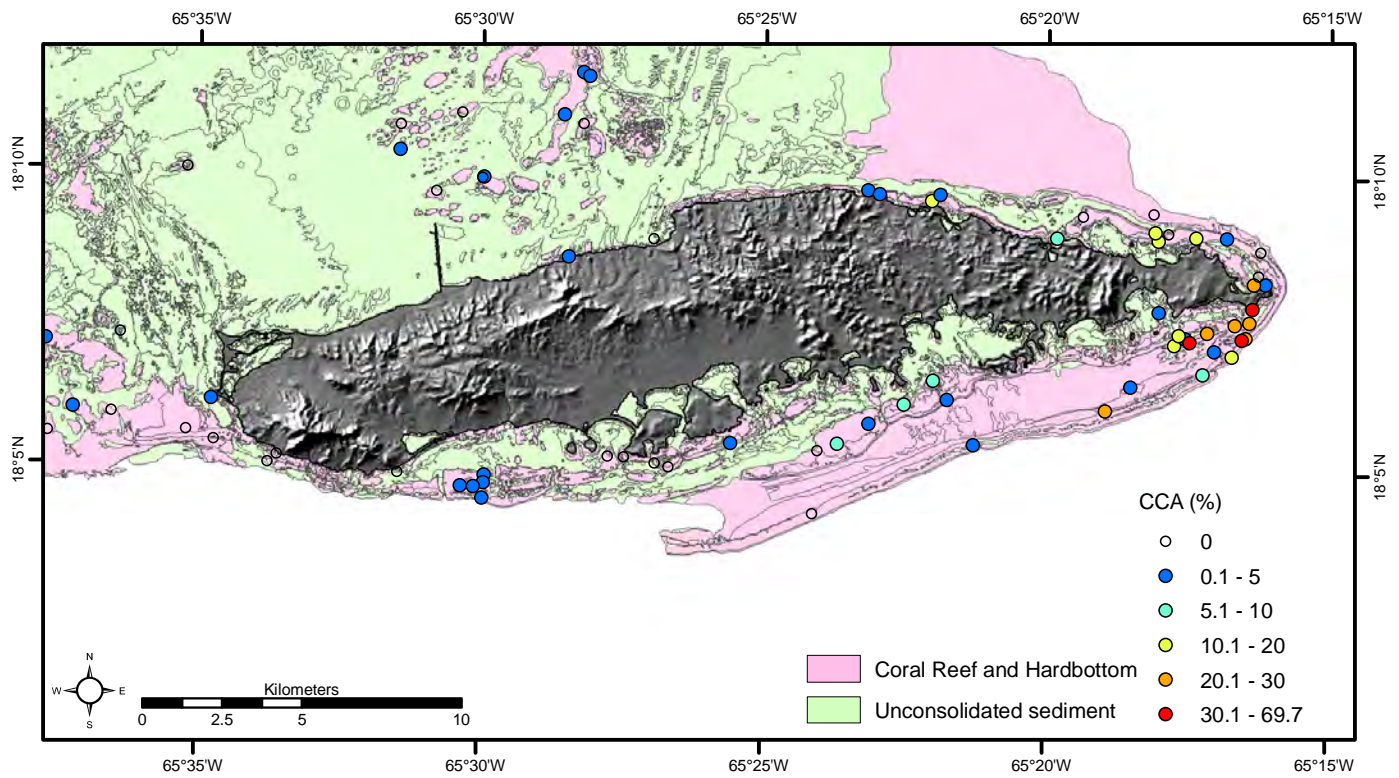 65°35'W 65°30'W 65°25'W 65°20'W 65°15'W
18°10'N
18°10'N
18°5'N
18°5'N
CCA (%)
0
0.1 - 5
5.1 - 10
10.1 - 20
20.1 - 30
30.1 - 69.7
Coral Reef and Hardbottom
Unconsolidated sediment
N
W E
S
Kilometers
0 2.5 5 10
65°35'W 65°30'W 65°25'W 65°20'W 65°15'W